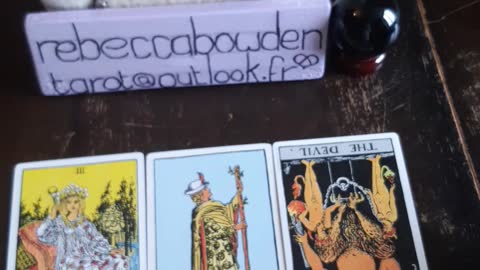 rebeccabowden
tarot@outlook.fr
III
THE DEVIL